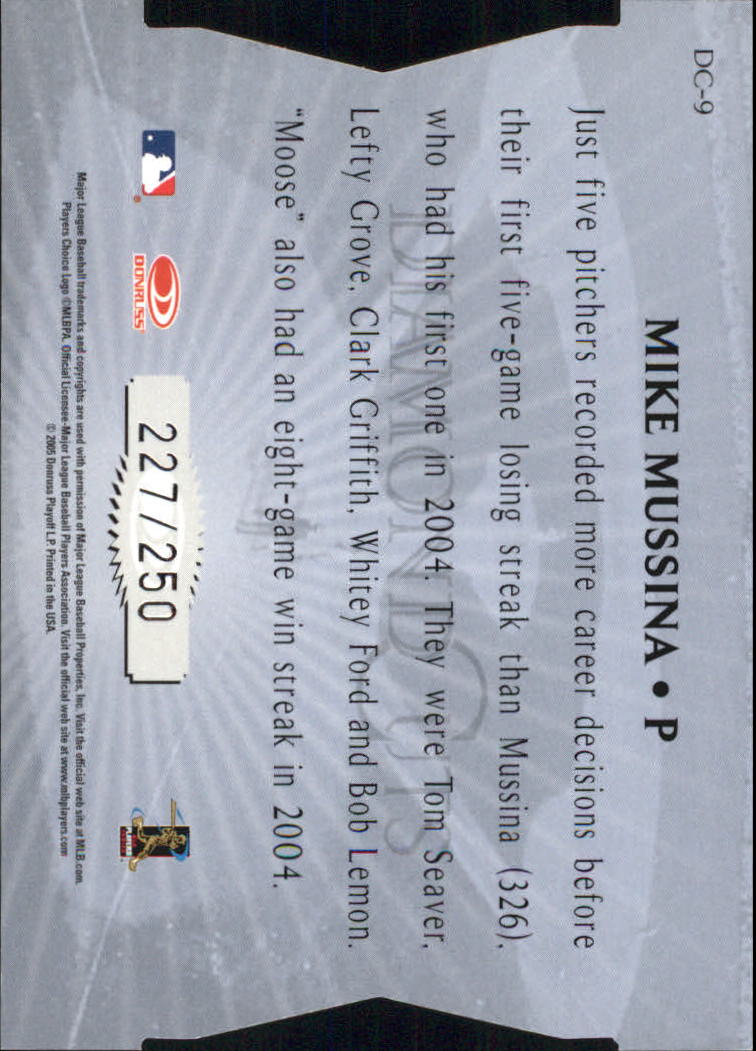 DC-9
MIKE MUSSINA • P
Just five pitchers recorded more career decisions before
their first five-game losing streak than Mussina (326),
who had his first one in 2004. They were Tom Seaver,
Lefty Grove, Clark Griffith, Whitey Ford and Bob Lemon.
"Moose" also had an eight-game win streak in 2004.
DIAMOND CUTS
DONRUSS
227/250
Major League Baseball trademarks and copyrights are used with permission of Major League Baseball Properties, Inc. Visit the official web site at MLB.com.
Players Choice Logo ©MLBPA. Official Licensee-Major League Baseball Players Association. Visit the official web site at www.mlbplayers.com
© 2005 Donruss Playoff L.P. Printed in the USA.